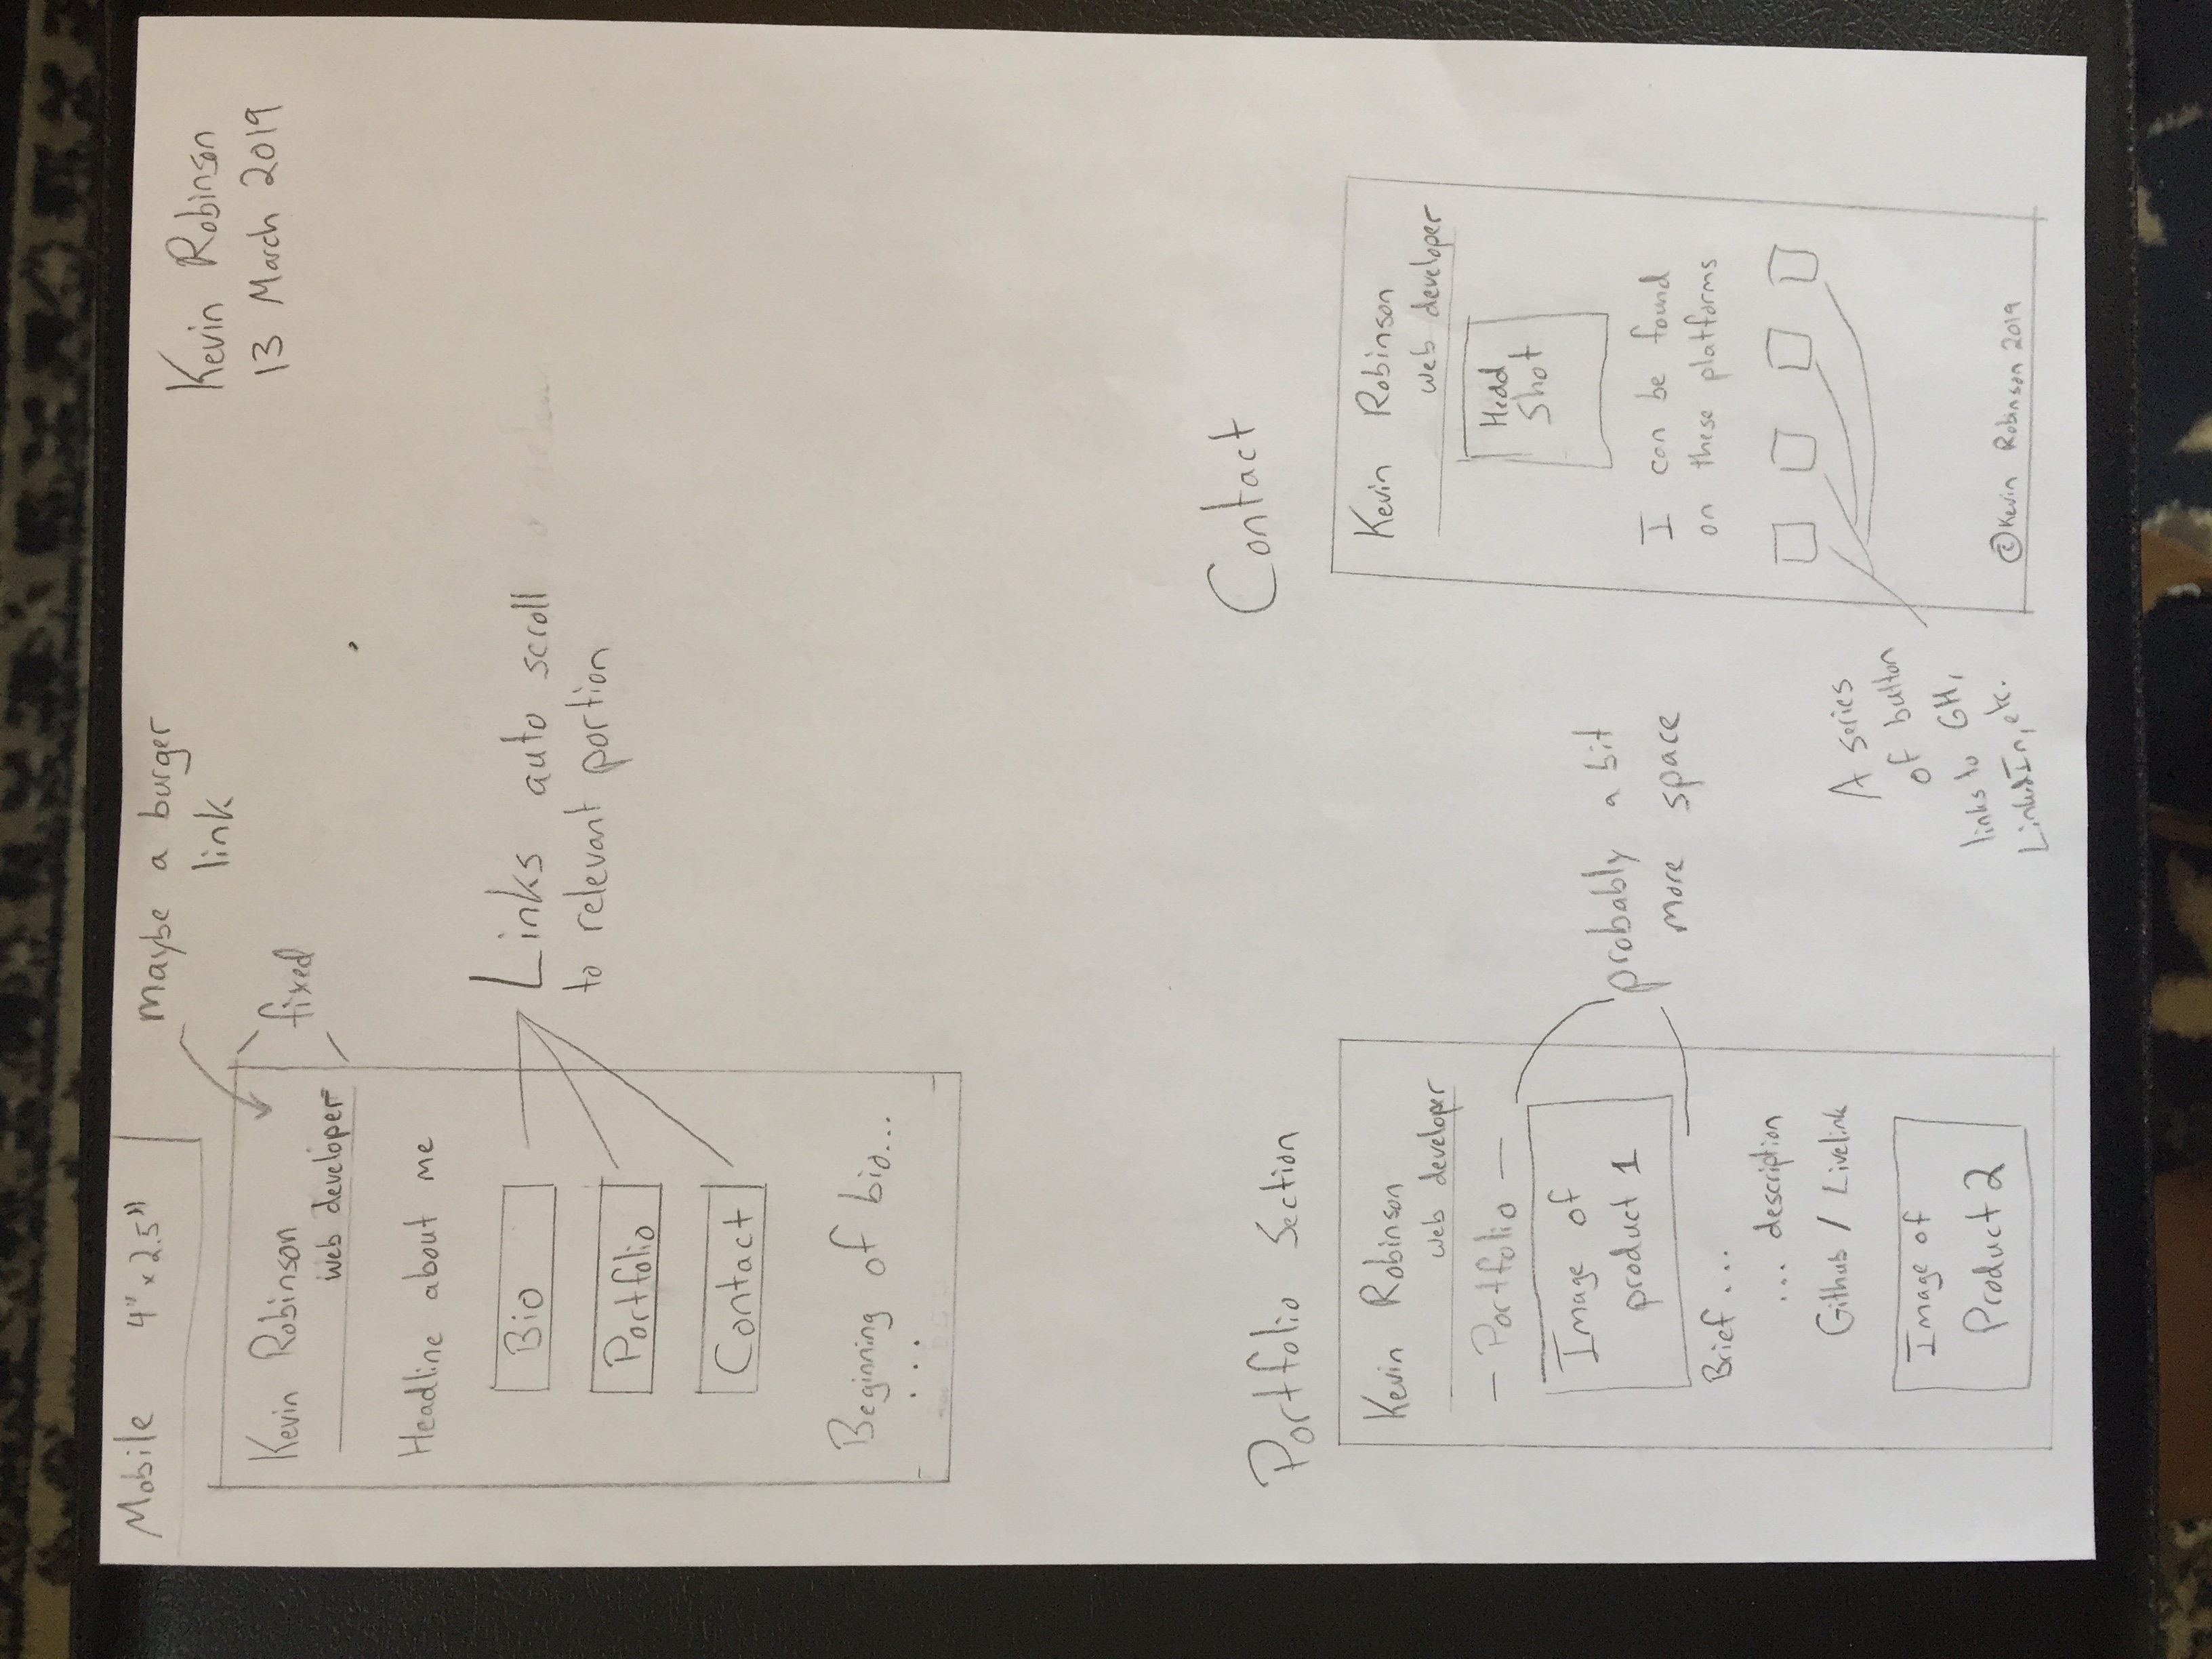 Mobile 4" x 2.5"
maybe a burger
link
Kevin Robinson
13 March 2019
Kevin Robinson
web developer
fixed
Headline about me
Bio
Portfolio
Contact
Links auto scroll
to relevant portion
Beginning of bio...
...
Portfolio Section
Kevin Robinson
web developer
- Portfolio -
Image of
product 1
probably a bit
more space
Brief ...
... description
Github / Livelink
Image of
Product 2
Contact
Kevin Robinson
web developer
Head
Shot
I can be found
on these platforms
A series
of button
links to GH,
LinkedIn, etc.
© Kevin Robinson 2019